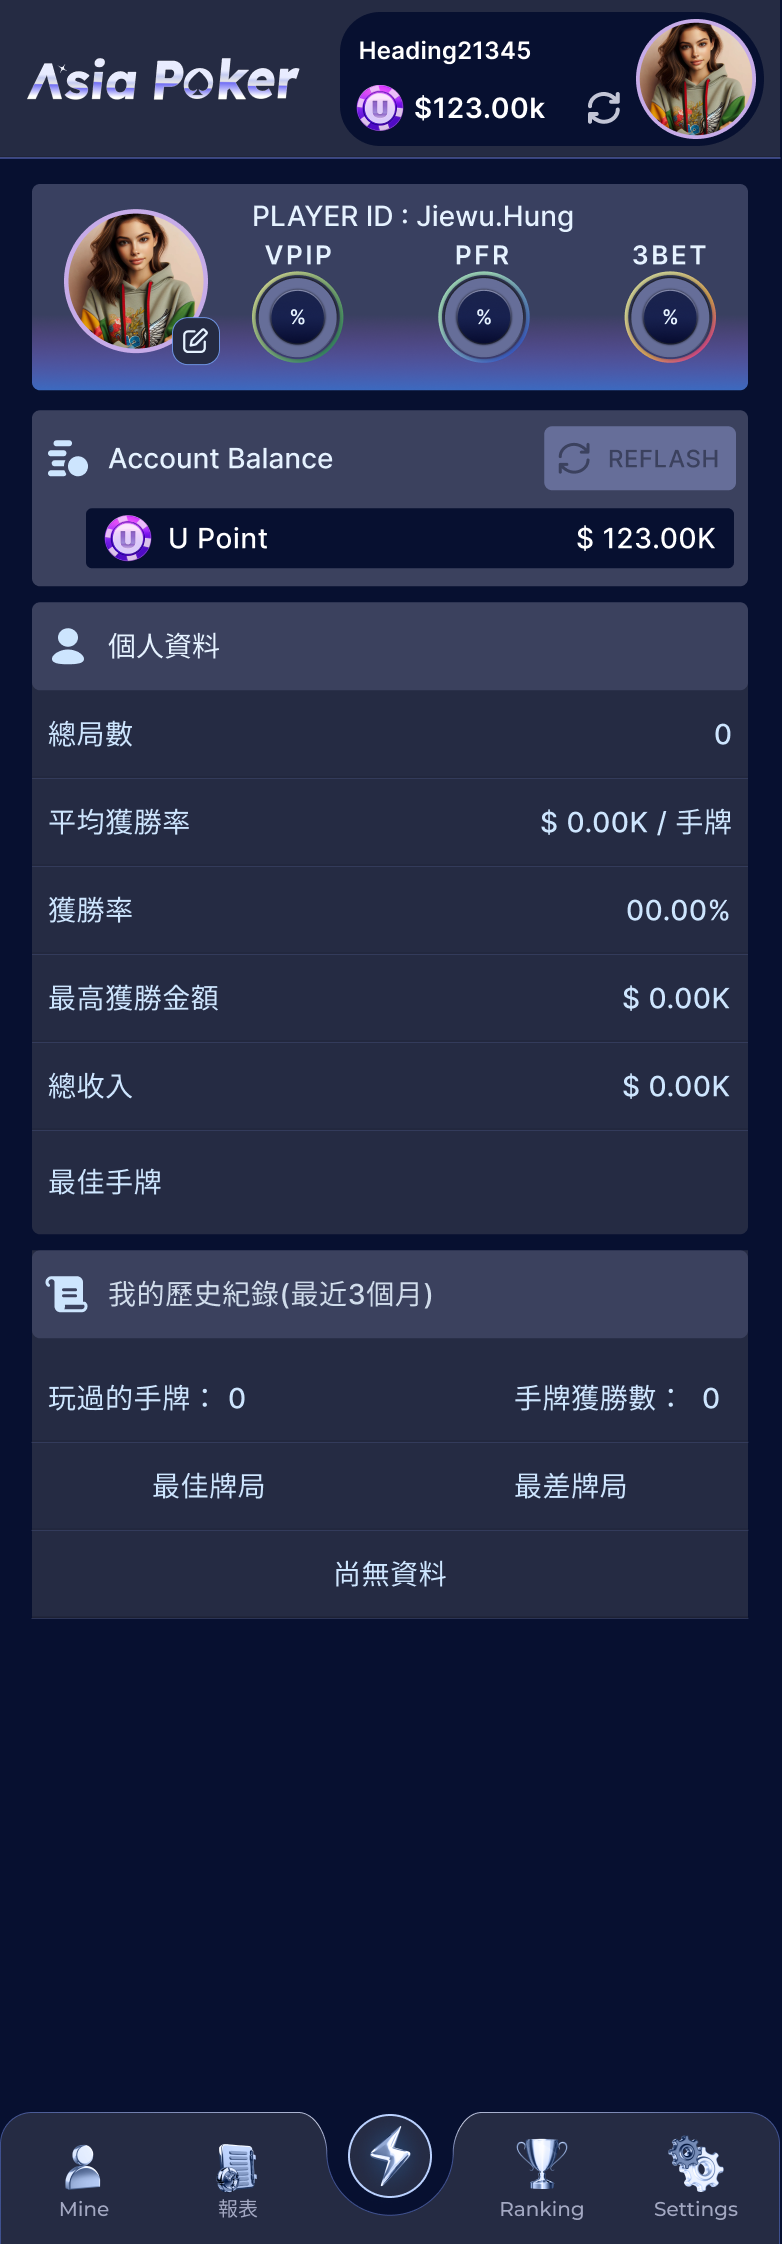 Asia Poker
Heading21345
U $123.00k
PLAYER ID : Jiewu.Hung
VPIP PFR 3BET
% % %
Account Balance REFLASH
U U Point $ 123.00K
個人資料
總局數 0
平均獲勝率 $ 0.00K / 手牌
獲勝率 00.00%
最高獲勝金額 $ 0.00K
總收入 $ 0.00K
最佳手牌
我的歷史紀錄(最近3個月)
玩過的手牌： 0 手牌獲勝數： 0
最佳牌局 最差牌局
尚無資料
Mine 報表 Ranking Settings